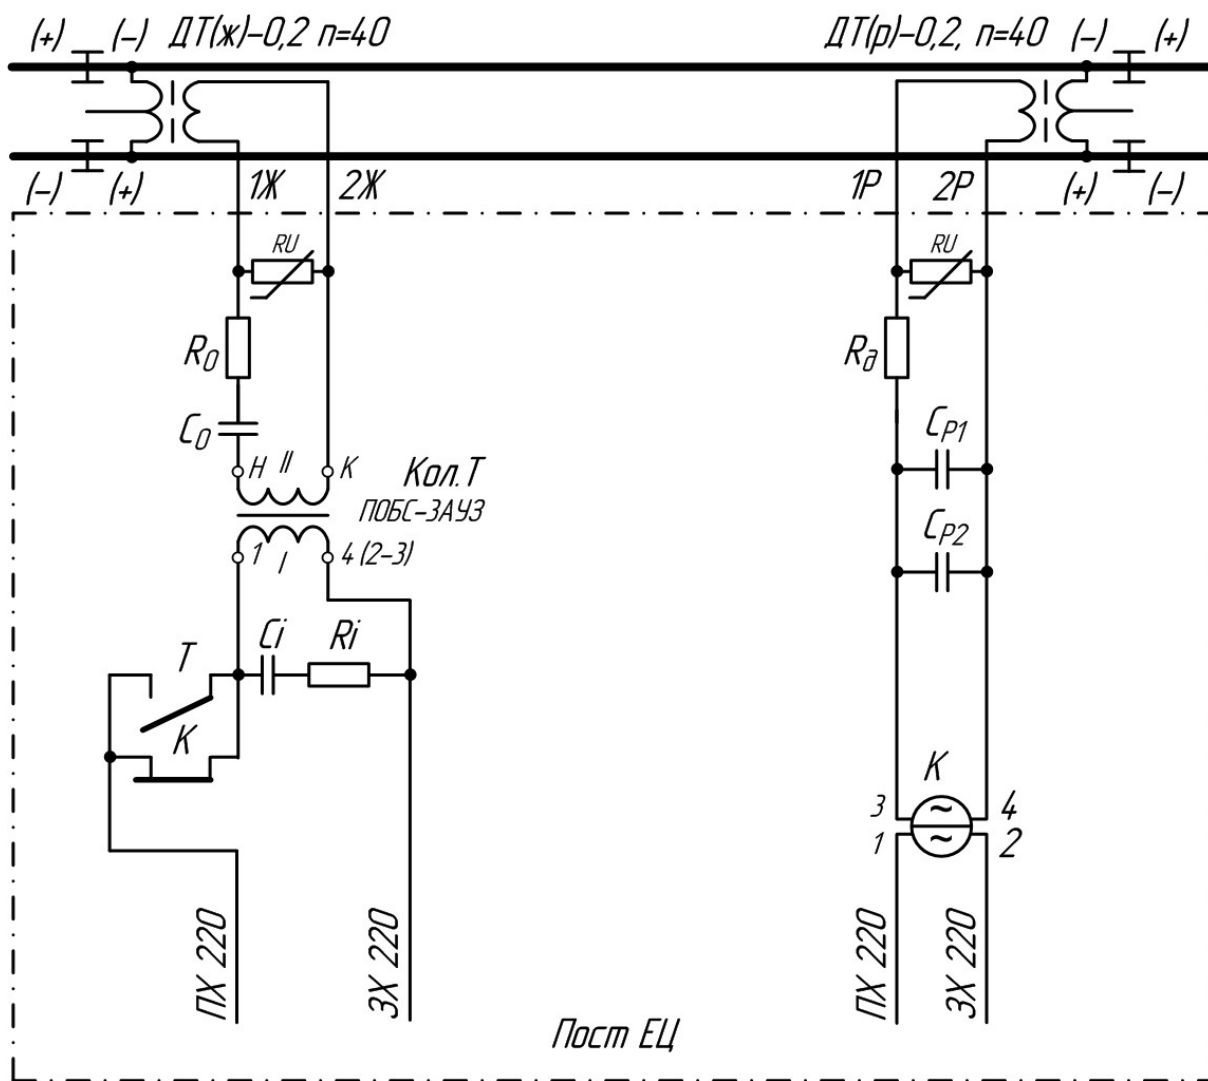 (+) (-) ДТ(ж)-0,2 n=40 ДТ(р)-0,2, n=40 (-) (+)
(-) (+) 1Ж 2Ж 1Р 2Р (+) (-)
RU RU
R0 Rд
C0 CP1
Н II К Кол.Т
ПОБС-3АУЗ
CP2
1 I 4 (2-3)
Ci Ri
Т
К
К
3 4
1 2
ПХ 220 ЗХ 220 ПХ 220 ЗХ 220
Пост ЕЦ